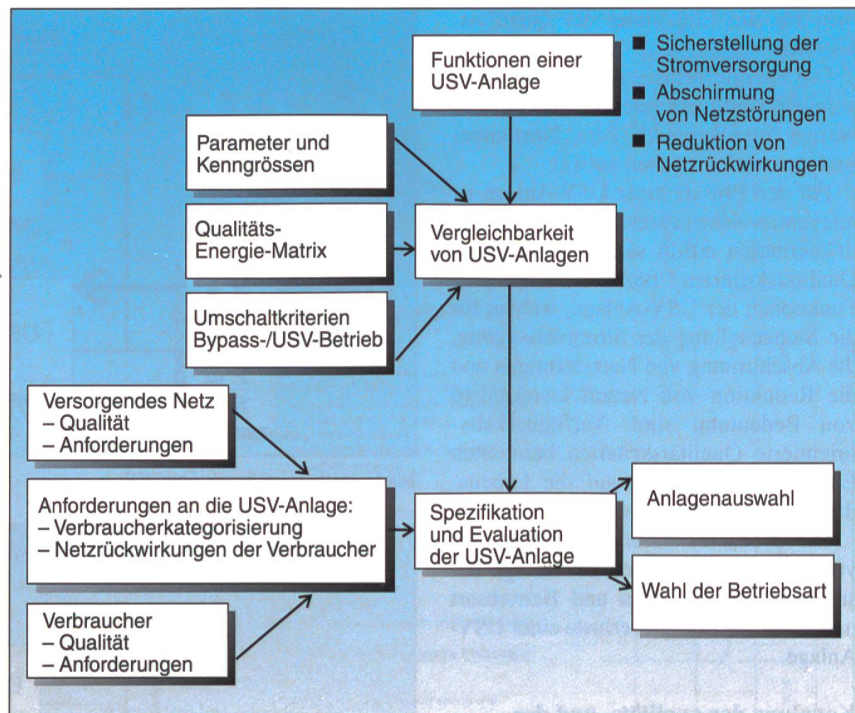 Funktionen einer
USV-Anlage
■ Sicherstellung der
Stromversorgung
■ Abschirmung
von Netzstörungen
■ Reduktion von
Netzrückwirkungen
Parameter und
Kenngrössen
Qualitäts-
Energie-Matrix
Umschaltkriterien
Bypass-/USV-Betrieb
Vergleichbarkeit
von USV-Anlagen
Versorgendes Netz
– Qualität
– Anforderungen
Anforderungen an die USV-Anlage:
– Verbraucherkategorisierung
– Netzrückwirkungen der Verbraucher
Verbraucher
– Qualität
– Anforderungen
Spezifikation
und Evaluation
der USV-Anlage
Anlagenauswahl
Wahl der Betriebsart